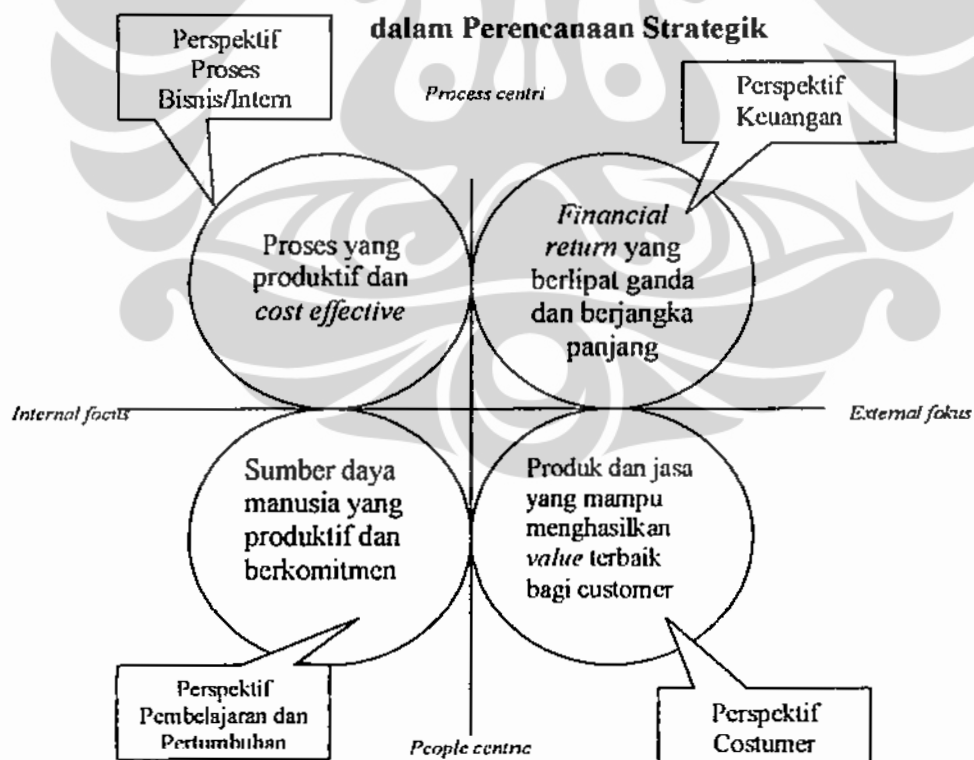 dalam Perencanaan Strategik
Perspektif
Proses
Bisnis/Intern
Process centri
Perspektif
Keuangan
Proses yang
produktif dan
cost effective
Financial
return yang
berlipat ganda
dan berjangka
panjang
Internal focus
External fokus
Sumber daya
manusia yang
produktif dan
berkomitmen
Produk dan jasa
yang mampu
menghasilkan
value terbaik
bagi customer
Perspektif
Pembelajaran dan
Pertumbuhan
People centric
Perspektif
Costumer